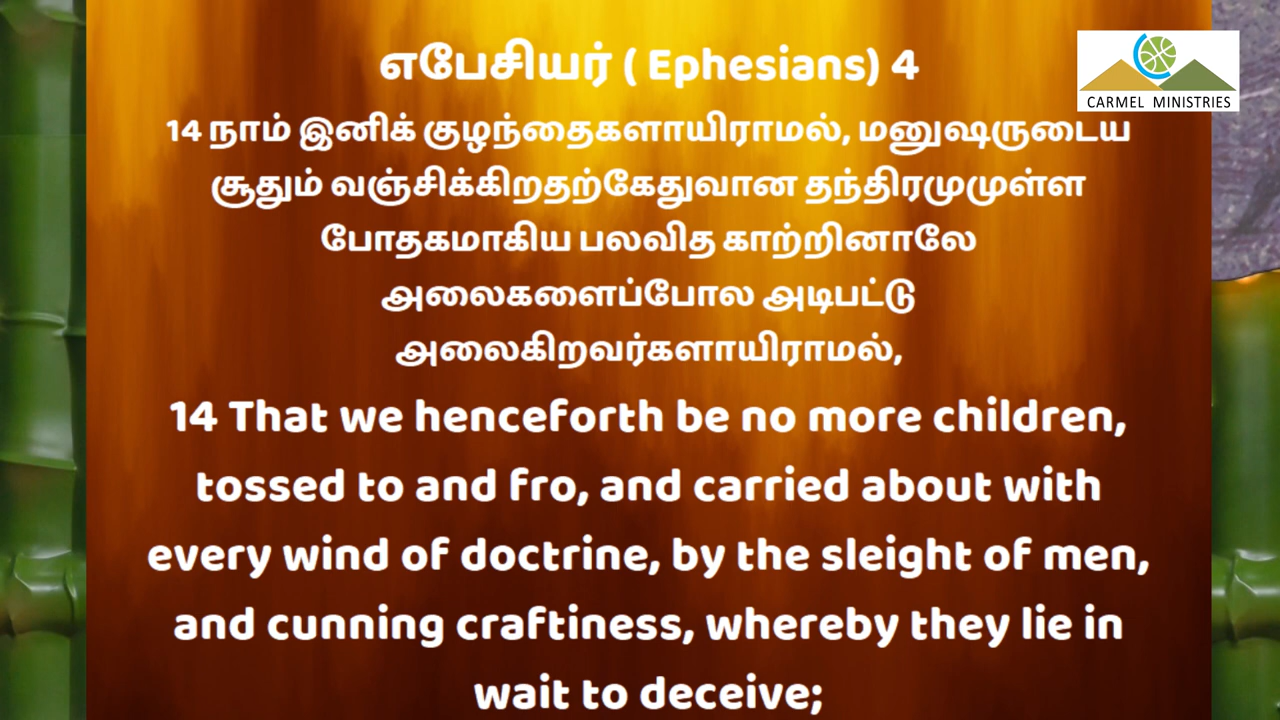 எபேசியர் ( Ephesians) 4
CARMEL MINISTRIES
14 நாம் இனிக் குழந்தைகளாயிராமல், மனுஷருடைய
சூதும் வஞ்சிக்கிறதற்கேதுவான தந்திரமுமுள்ள
போதகமாகிய பலவித காற்றினாலே
அலைகளைப்போல அடிபட்டு
அலைகிறவர்களாயிராமல்,
14 That we henceforth be no more children,
tossed to and fro, and carried about with
every wind of doctrine, by the sleight of men,
and cunning craftiness, whereby they lie in
wait to deceive;